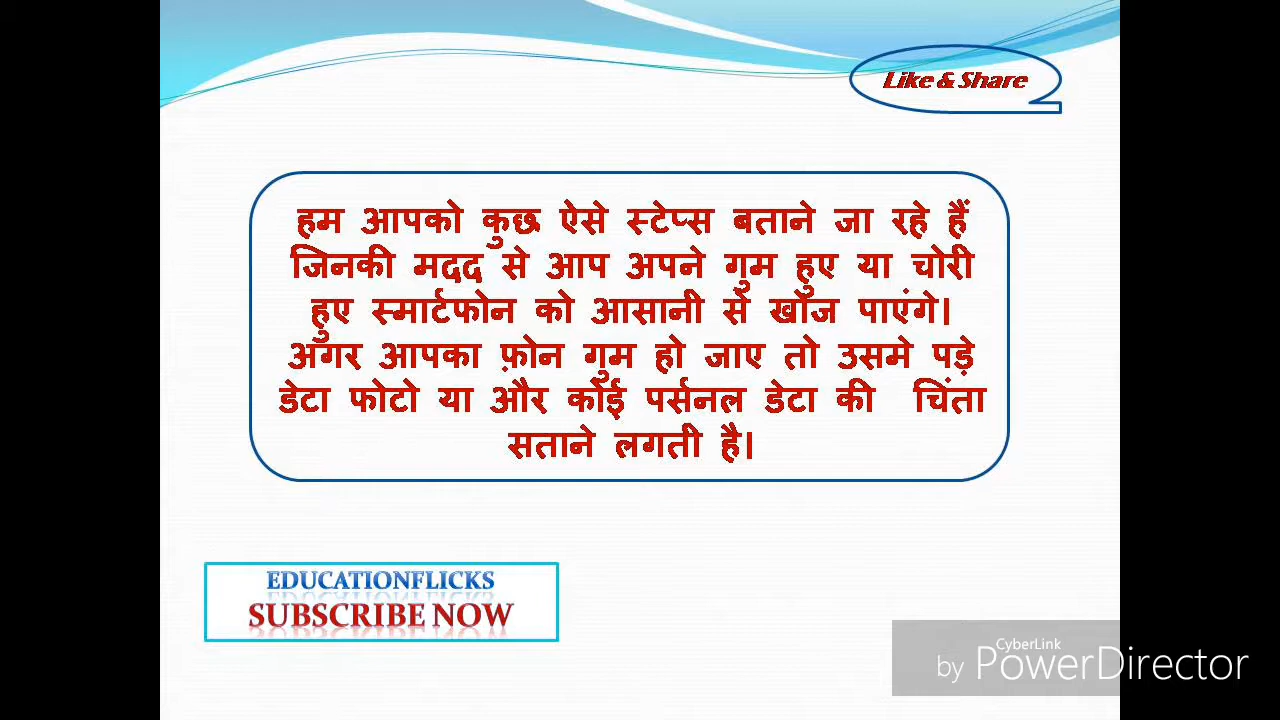 Like & Share
हम आपको कुछ ऐसे स्टेप्स बताने जा रहे हैं
जिनकी मदद से आप अपने गुम हुए या चोरी
हुए स्मार्टफोन को आसानी से खोज पाएंगे।
अगर आपका फ़ोन गुम हो जाए तो उसमे पड़े
डेटा फोटो या और कोई पर्सनल डेटा की चिंता
सताने लगती है।
EDUCATIONFLICKS
SUBSCRIBE NOW
CyberLink
by PowerDirector